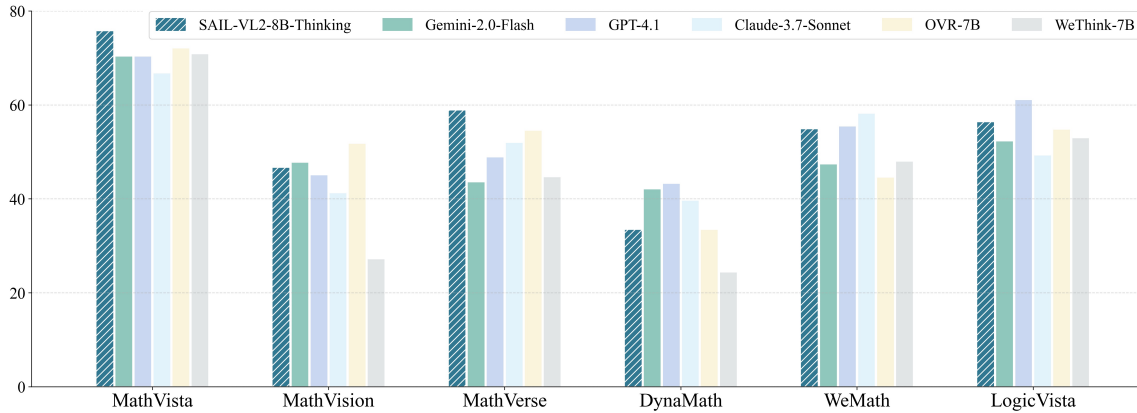 80
60
40
20
0
SAIL-VL2-8B-Thinking Gemini-2.0-Flash GPT-4.1 Claude-3.7-Sonnet OVR-7B WeThink-7B
MathVista MathVision MathVerse DynaMath WeMath LogicVista